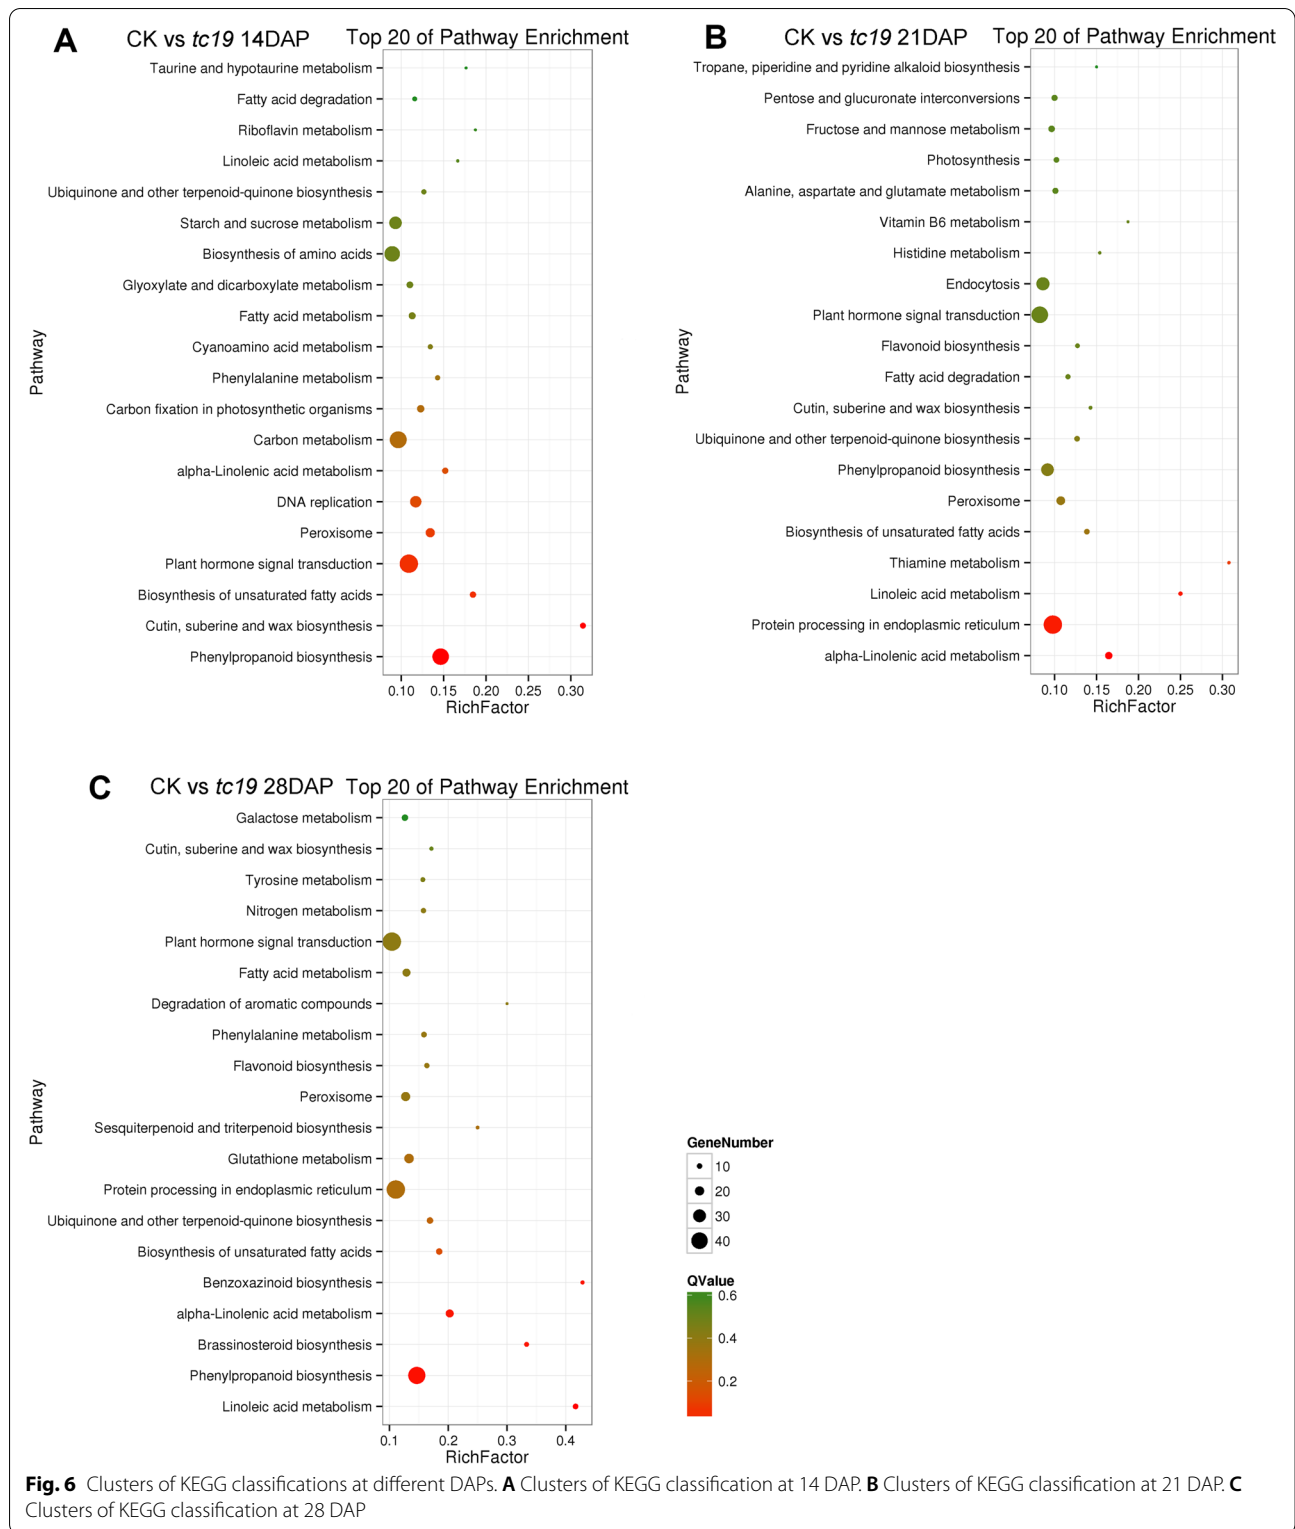 A CK vs tc19 14DAP Top 20 of Pathway Enrichment
Taurine and hypotaurine metabolism
Fatty acid degradation
Riboflavin metabolism
Linoleic acid metabolism
Ubiquinone and other terpenoid-quinone biosynthesis
Starch and sucrose metabolism
Biosynthesis of amino acids
Glyoxylate and dicarboxylate metabolism
Fatty acid metabolism
Cyanoamino acid metabolism
Phenylalanine metabolism
Carbon fixation in photosynthetic organisms
Carbon metabolism
alpha-Linolenic acid metabolism
DNA replication
Peroxisome
Plant hormone signal transduction
Biosynthesis of unsaturated fatty acids
Cutin, suberine and wax biosynthesis
Phenylpropanoid biosynthesis
Pathway
0.10 0.15 0.20 0.25 0.30
RichFactor
B CK vs tc19 21DAP Top 20 of Pathway Enrichment
Tropane, piperidine and pyridine alkaloid biosynthesis
Pentose and glucuronate interconversions
Fructose and mannose metabolism
Photosynthesis
Alanine, aspartate and glutamate metabolism
Vitamin B6 metabolism
Histidine metabolism
Endocytosis
Plant hormone signal transduction
Flavonoid biosynthesis
Fatty acid degradation
Cutin, suberine and wax biosynthesis
Ubiquinone and other terpenoid-quinone biosynthesis
Phenylpropanoid biosynthesis
Peroxisome
Biosynthesis of unsaturated fatty acids
Thiamine metabolism
Linoleic acid metabolism
Protein processing in endoplasmic reticulum
alpha-Linolenic acid metabolism
Pathway
0.10 0.15 0.20 0.25 0.30
RichFactor
C CK vs tc19 28DAP Top 20 of Pathway Enrichment
Galactose metabolism
Cutin, suberine and wax biosynthesis
Tyrosine metabolism
Nitrogen metabolism
Plant hormone signal transduction
Fatty acid metabolism
Degradation of aromatic compounds
Phenylalanine metabolism
Flavonoid biosynthesis
Peroxisome
Sesquiterpenoid and triterpenoid biosynthesis
Glutathione metabolism
Protein processing in endoplasmic reticulum
Ubiquinone and other terpenoid-quinone biosynthesis
Biosynthesis of unsaturated fatty acids
Benzoxazinoid biosynthesis
alpha-Linolenic acid metabolism
Brassinosteroid biosynthesis
Phenylpropanoid biosynthesis
Linoleic acid metabolism
Pathway
0.1 0.2 0.3 0.4
RichFactor
GeneNumber
10
20
30
40
QValue
0.6
0.4
0.2
Fig. 6 Clusters of KEGG classifications at different DAPs. A Clusters of KEGG classification at 14 DAP. B Clusters of KEGG classification at 21 DAP. C
Clusters of KEGG classification at 28 DAP